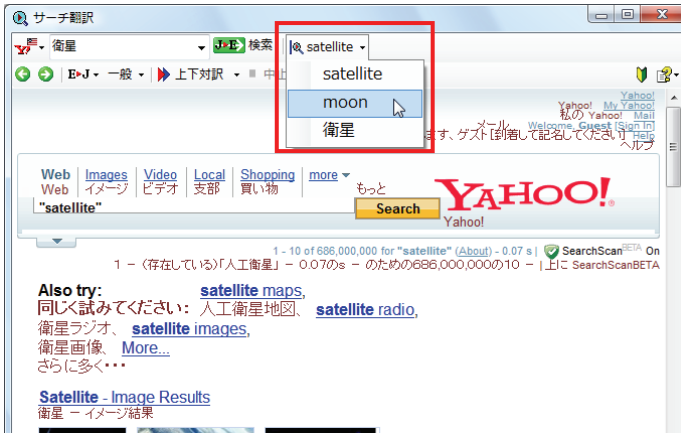 サーチ翻訳
衛星 J▶E 検索 satellite
E▶J 一般 上下対訳 中止
satellite
moon
衛星
Yahoo!
Yahoo! My Yahoo!
私の Yahoo! Mail
メール Welcome, Guest [Sign In]
ます、ゲスト[到着して記名してください] Help
ヘルプ
Web Images Video Local Shopping more
Web イメージ ビデオ 支部 買い物 もっと
"satellite" Search
YAHOO!
Yahoo!
1 - 10 of 686,000,000 for "satellite" (About) - 0.07 s | SearchScanBETA On
1 − 〈存在している〉「人工衛星」 − 0.07のs − のための686,000,000の10 − | 上に SearchScanBETA
Also try: satellite maps,
同じく試みてください: 人工衛星地図、 satellite radio,
衛星ラジオ、 satellite images,
衛星画像、 More...
さらに多く・・・
Satellite - Image Results
衛星 − イメージ結果